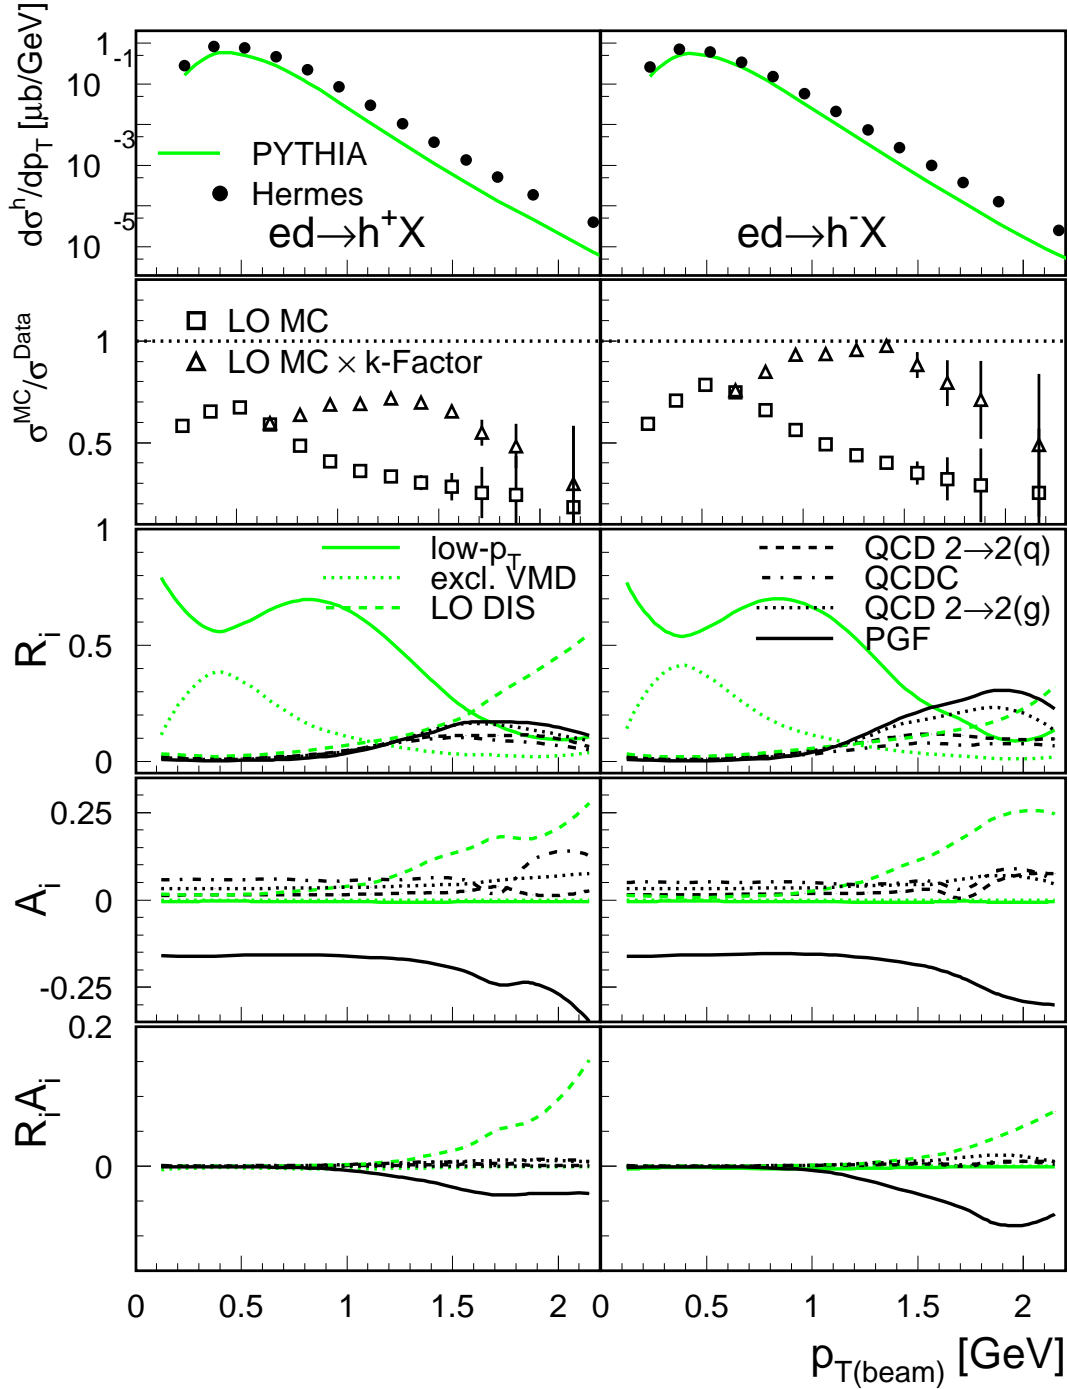 dσ^h/dp_T [μb/GeV]
1
10^-1
10^-3
10^-5
PYTHIA
Hermes
ed→h^+X
ed→h^-X
σ^MC/σ^Data
1
0.5
LO MC
LO MC × k-Factor
R_i
1
0.5
0
low-p_T
excl. VMD
LO DIS
QCD 2→2(q)
QCDC
QCD 2→2(g)
PGF
A_i
0.25
0
-0.25
R_iA_i
0.2
0.2
0
0 0.5 1 1.5 2 0 0.5 1 1.5 2
p_T(beam) [GeV]